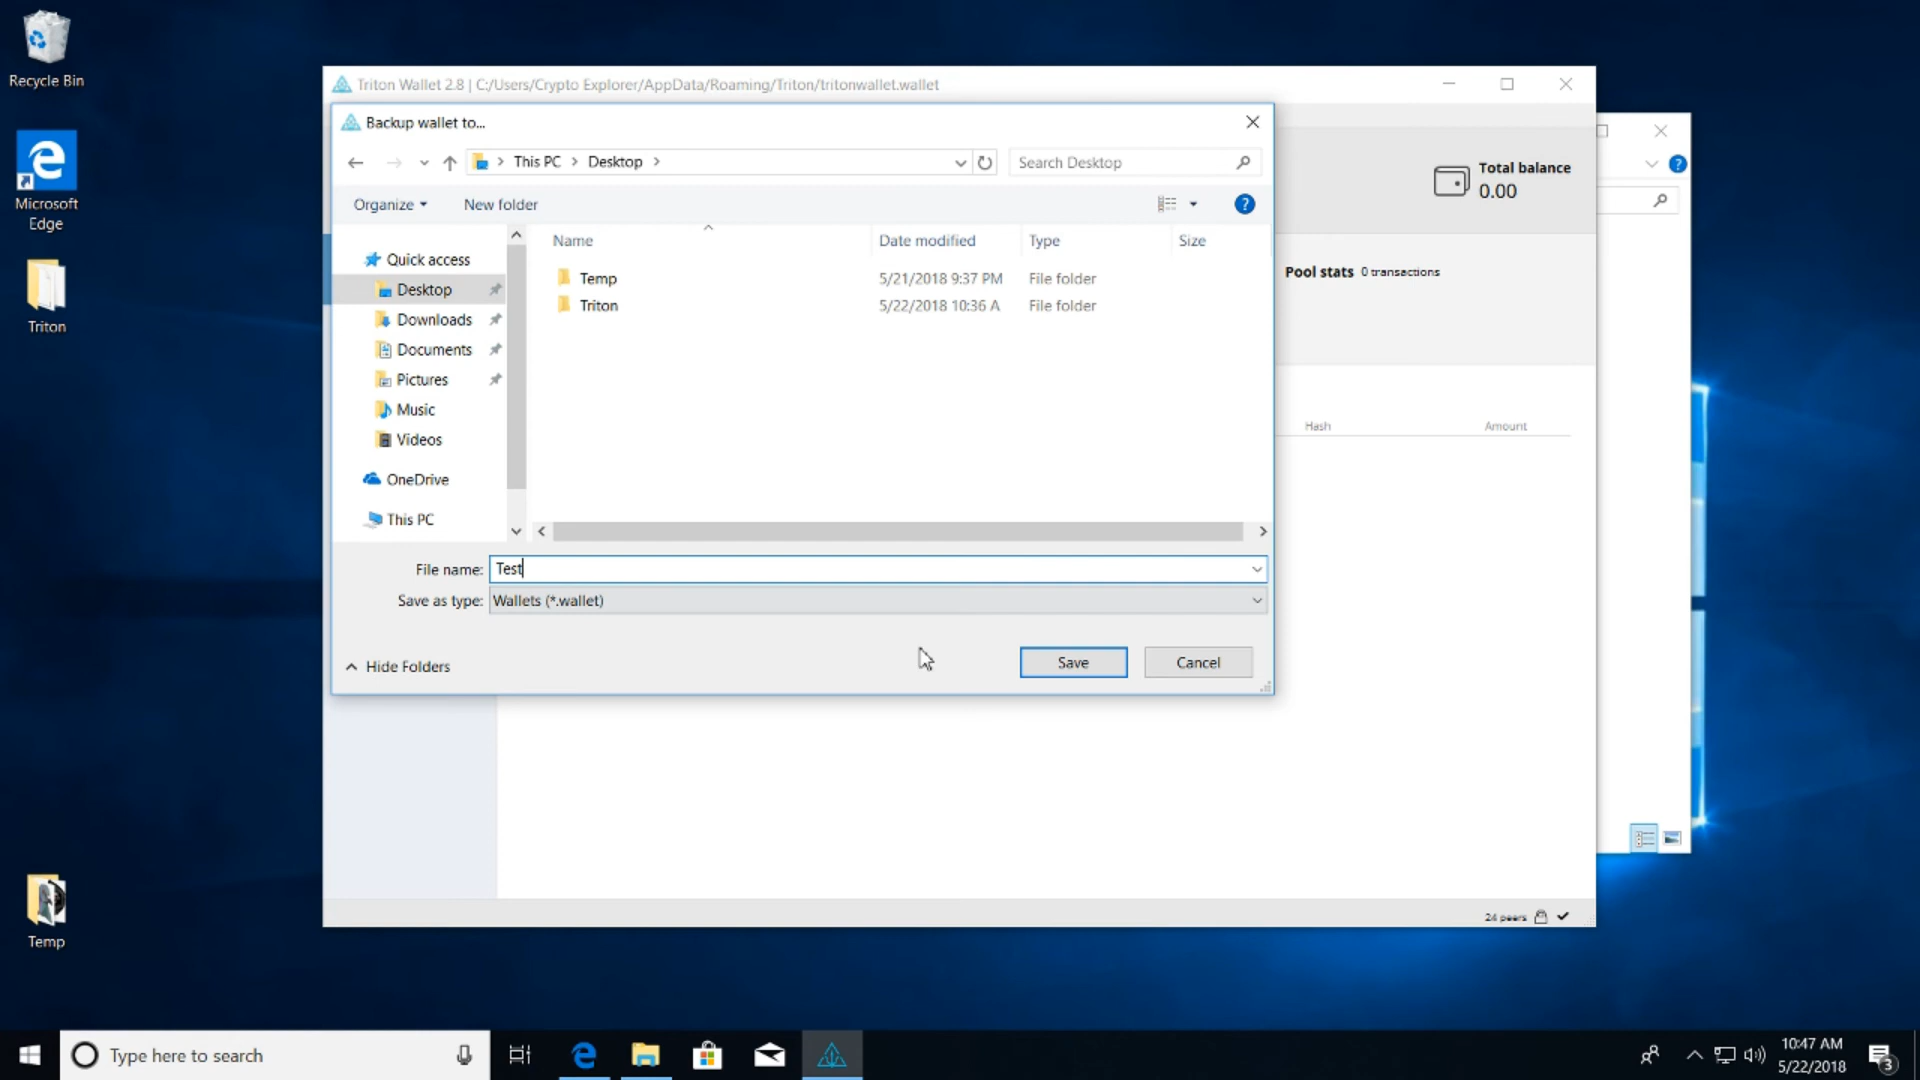 Recycle Bin
Microsoft
Edge
Triton
Temp
Triton Wallet 2.8 | C:/Users/Crypto Explorer/AppData/Roaming/Triton/tritonwallet.wallet
Backup wallet to...
This PC > Desktop >
Search Desktop
Organize
New folder
Name
Date modified
Type
Size
Quick access
Desktop
Downloads
Documents
Pictures
Music
Videos
OneDrive
This PC
Temp 5/21/2018 9:37 PM File folder
Triton 5/22/2018 10:36 A File folder
File name: Test
Save as type: Wallets (*.wallet)
Hide Folders
Save
Cancel
Total balance
0.00
Pool stats 0 transactions
Hash
Amount
24 peers
Type here to search
10:47 AM
5/22/2018
3